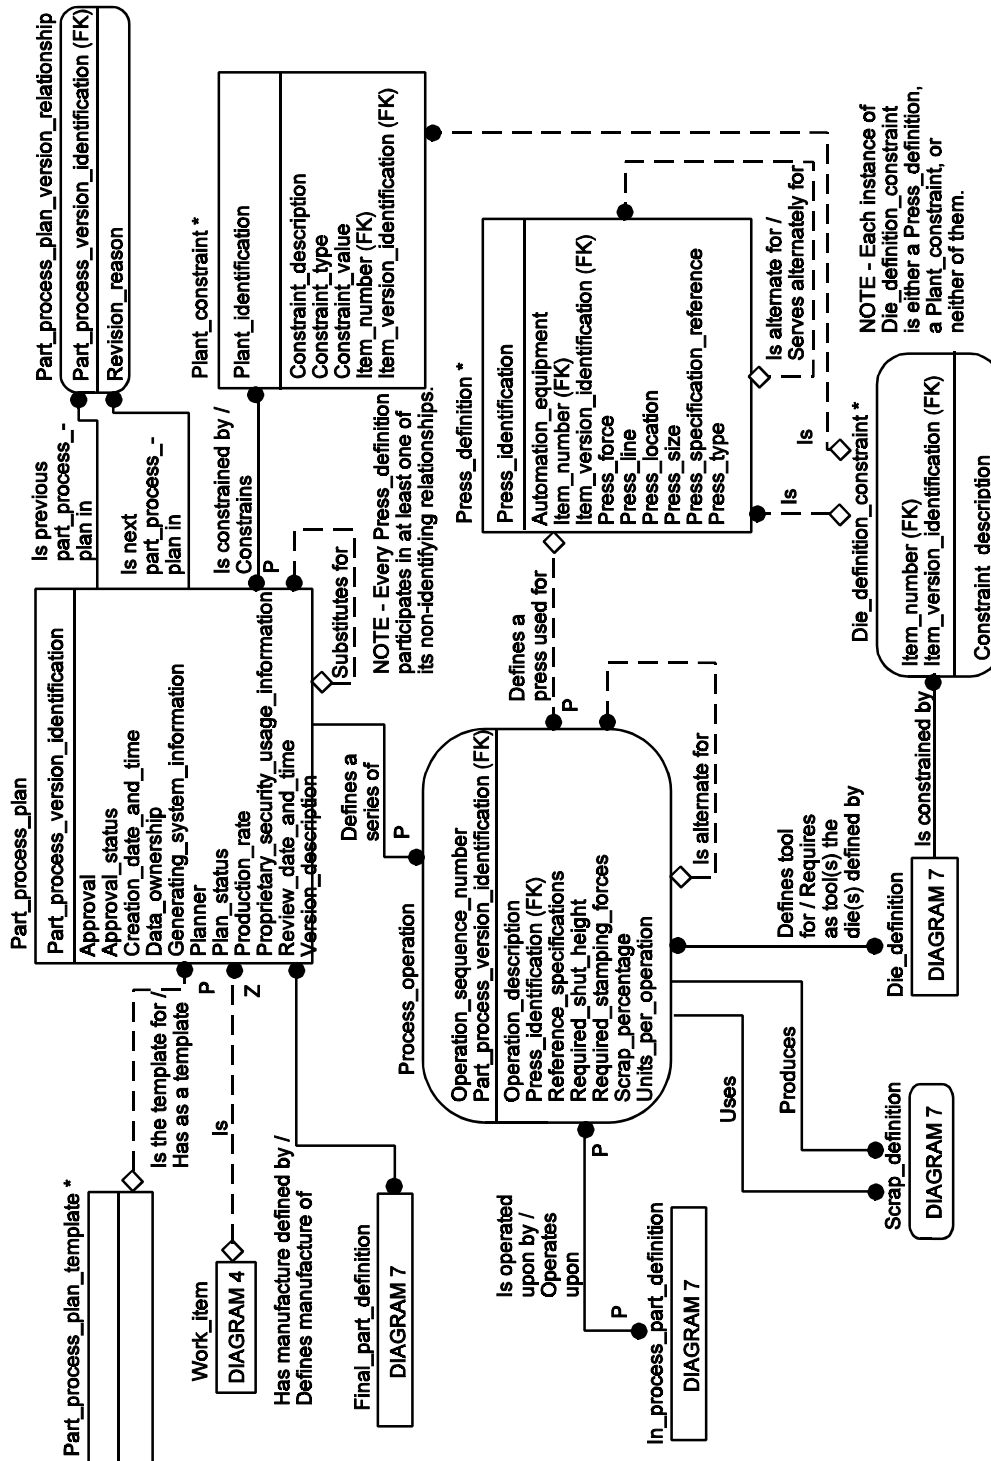 Part_process_plan_template *
Is the template for /
Has as a template
P
Work_item
DIAGRAM 4
Is
Z
Has manufacture defined by /
Defines manufacture of
Final_part_definition
DIAGRAM 7
Part_process_plan
Part_process_version_identification
Approval
Approval_status
Creation_date_and_time
Data_ownership
Generating_system_information
Planner
Plan_status
Production_rate
Proprietary_security_usage_information
Review_date_and_time
Version_description
Is previous
part_process_-
plan in
Is next
part_process_-
plan in
Part_process_plan_version_relationship
Part_process_version_identification (FK)
Revision_reason
Is constrained by /
Constrains
P
Plant_constraint *
Plant_identification
Constraint_description
Constraint_type
Constraint_value
Item_number (FK)
Item_version_identification (FK)
Substitutes for
NOTE - Every Press_definition
participates in at least one of
its non-identifying relationships.
Defines a
series of
P
Process_operation
Operation_sequence_number
Part_process_version_identification (FK)
Operation_description
Press_identification (FK)
Reference_specifications
Required_shut_height
Required_stamping_forces
Scrap_percentage
Units_per_operation
Defines a
press used for
P
Is alternate for
Press_definition *
Press_identification
Automation_equipment
Item_number (FK)
Item_version_identification (FK)
Press_force
Press_line
Press_location
Press_size
Press_specification_reference
Press_type
Is alternate for /
Serves alternately for
Is
Is
NOTE - Each instance of
Die_definition_constraint
is either a Press_definition,
a Plant_constraint, or
neither of them.
Die_definition_constraint *
Item_number (FK)
Item_version_identification (FK)
Constraint_description
Is constrained by
Defines tool
for / Requires
as tool(s) the
die(s) defined by
Die_definition
DIAGRAM 7
Is operated
upon by /
Operates
upon
P
P
In_process_part_definition
DIAGRAM 7
Uses
Produces
Scrap_definition
DIAGRAM 7